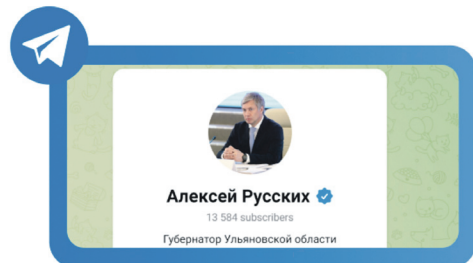 Алексей Русских
13 584 subscribers
Губернатор Ульяновской области